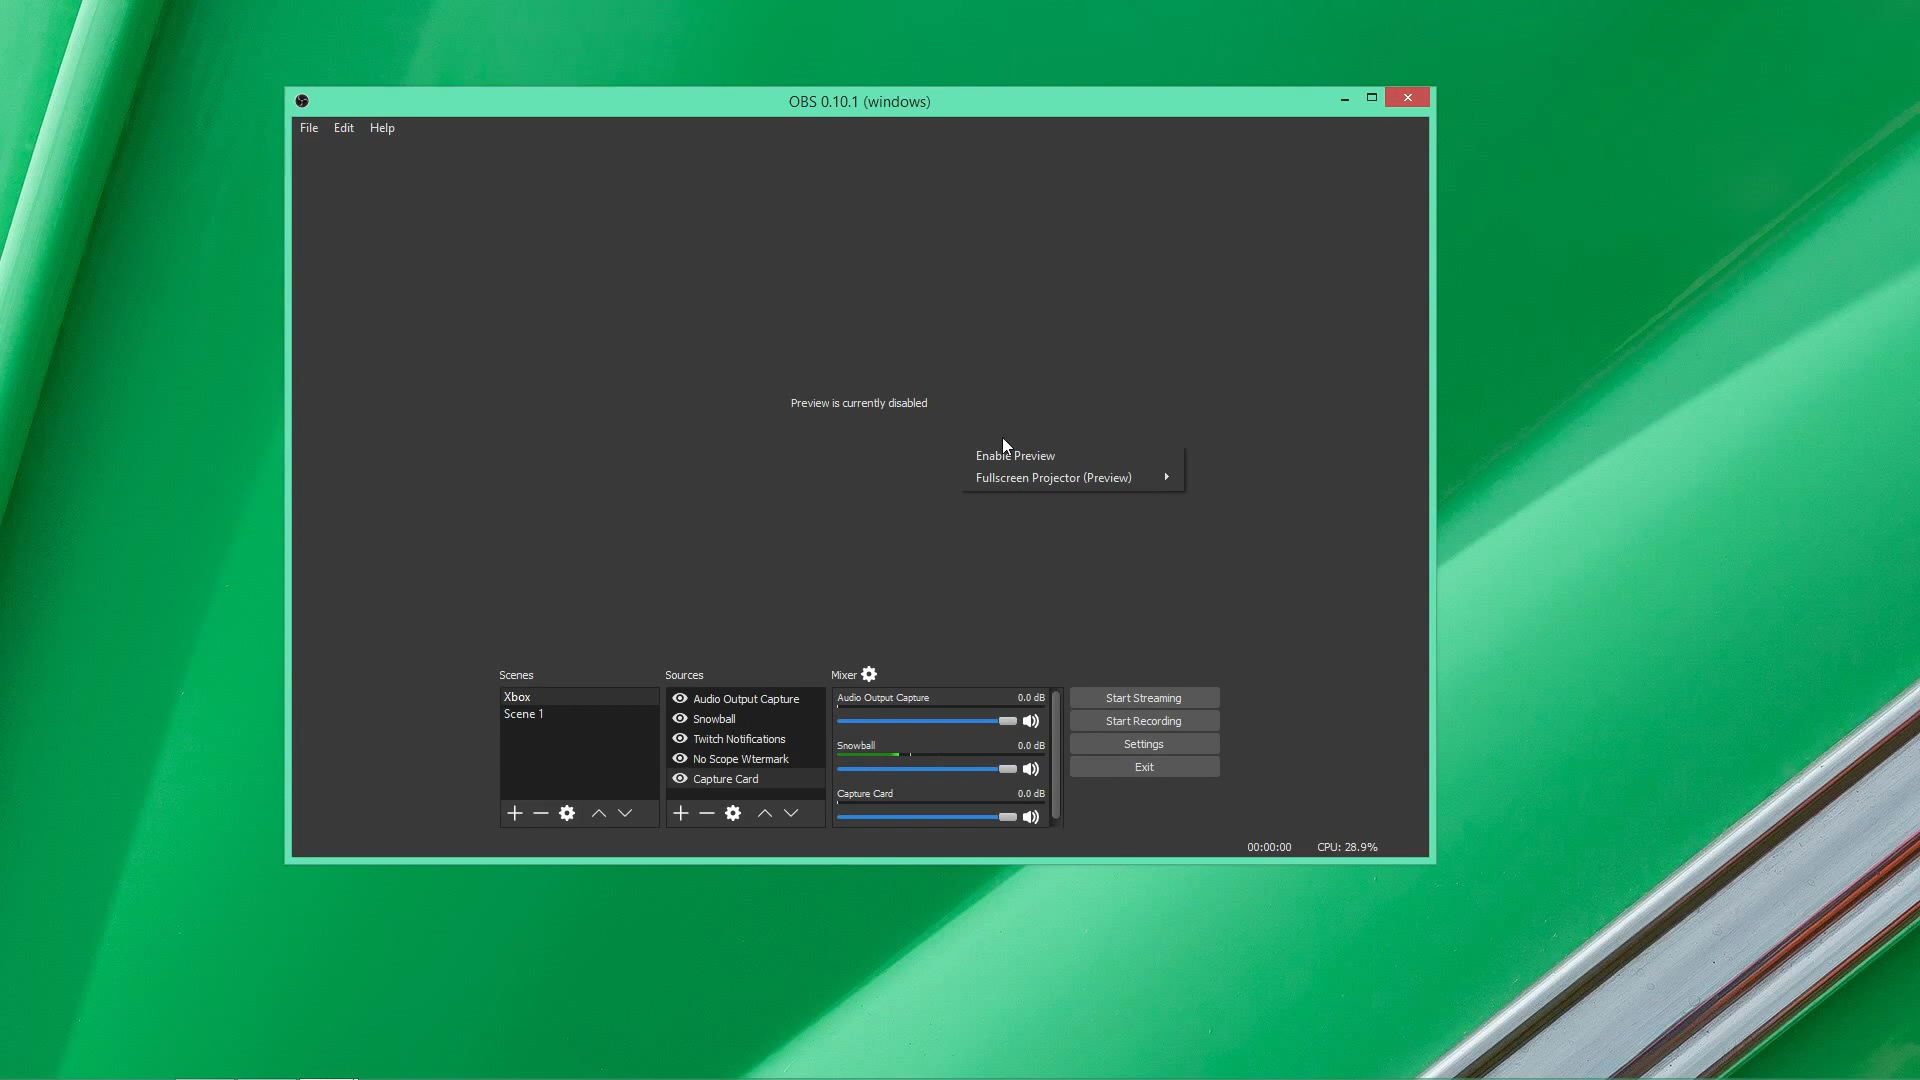 OBS 0.10.1 (windows)
File Edit Help
Preview is currently disabled
Enable Preview
Fullscreen Projector (Preview)
Scenes
Xbox
Scene 1
Sources
Audio Output Capture
Snowball
Twitch Notifications
No Scope Wtermark
Capture Card
Mixer
Audio Output Capture 0.0 dB
Snowball 0.0 dB
Capture Card 0.0 dB
Start Streaming
Start Recording
Settings
Exit
00:00:00 CPU: 28.9%